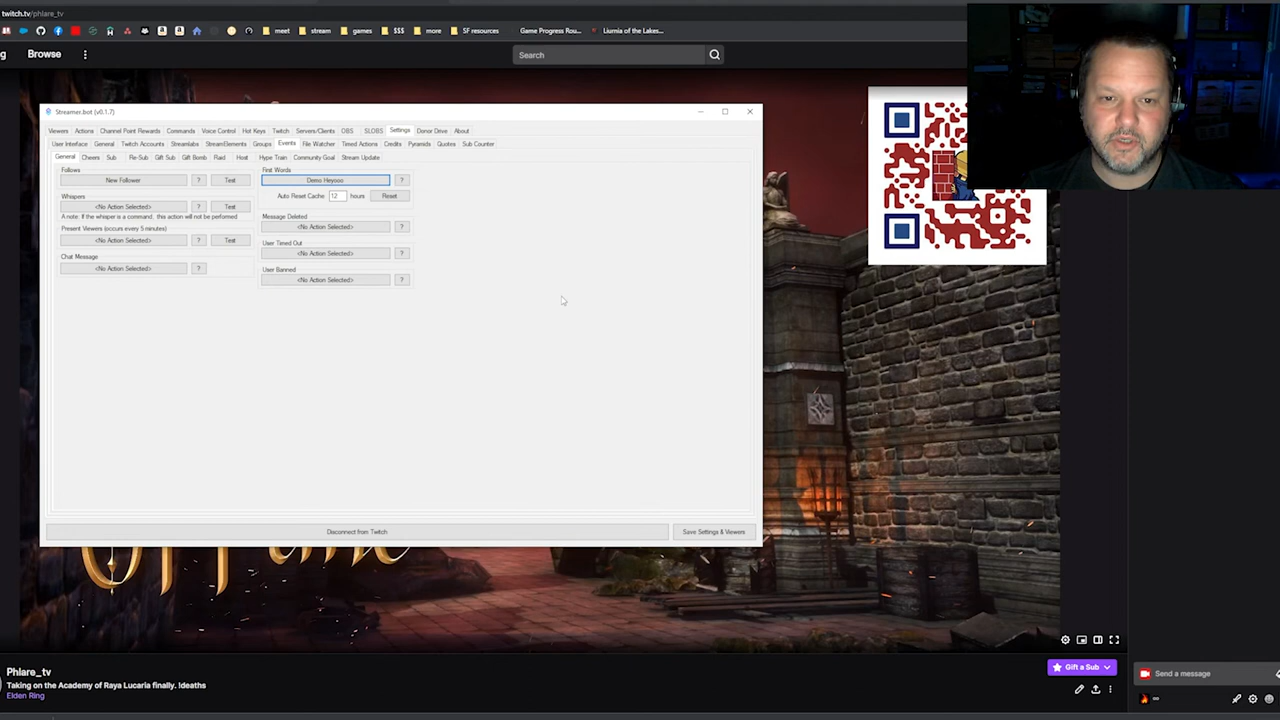 twitch.tv/phlare_tv
meet stream games $$$ more SF resources Game Progress Rou... Liurnia of the Lakes...
g Browse Search
Streamer.bot (v0.1.7)
Viewers Actions Channel Point Rewards Commands Voice Control Hot Keys Twitch Servers/Clients OBS SLOBS Settings Donor Drive About
User Interface General Twitch Accounts Streamlabs StreamElements Groups Events File Watcher Timed Actions Credits Pyramids Quotes Sub Counter
General Cheers Sub Re-Sub Gift Sub Gift Bomb Raid Host Hype Train Community Goal Stream Update
Follows First Words
New Follower ? Test Demo Heyooo ?
Whispers Auto Reset Cache 12 hours Reset
<No Action Selected> ? Test
A note: If the whisper is a command, this action will not be performed Message Deleted
<No Action Selected> ?
Present Viewers (occurs every 5 minutes)
<No Action Selected> ? Test User Timed Out
<No Action Selected> ?
Chat Message
<No Action Selected> ? User Banned
<No Action Selected> ?
Disconnect from Twitch Save Settings & Viewers
Phlare_tv Gift a Sub
Taking on the Academy of Raya Lucaria finally. !deaths Send a message
Elden Ring